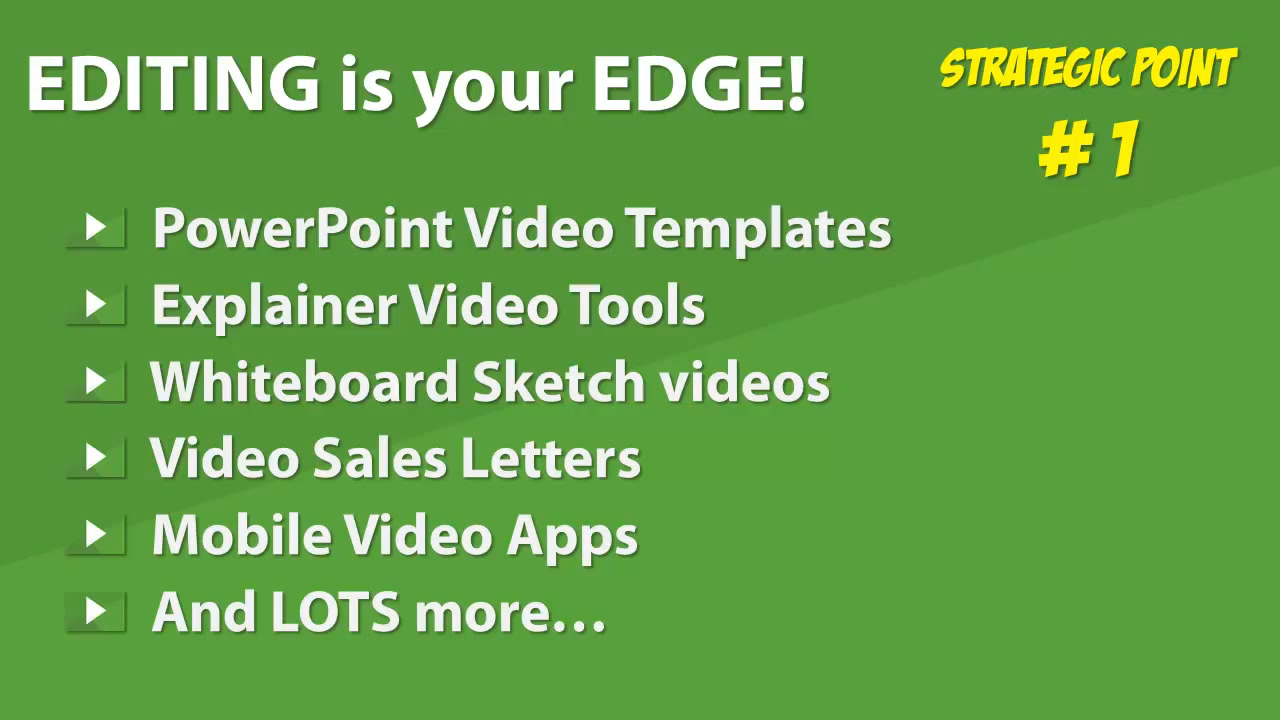 EDITING is your EDGE!
STRATEGIC POINT
# 1
PowerPoint Video Templates
Explainer Video Tools
Whiteboard Sketch videos
Video Sales Letters
Mobile Video Apps
And LOTS more...